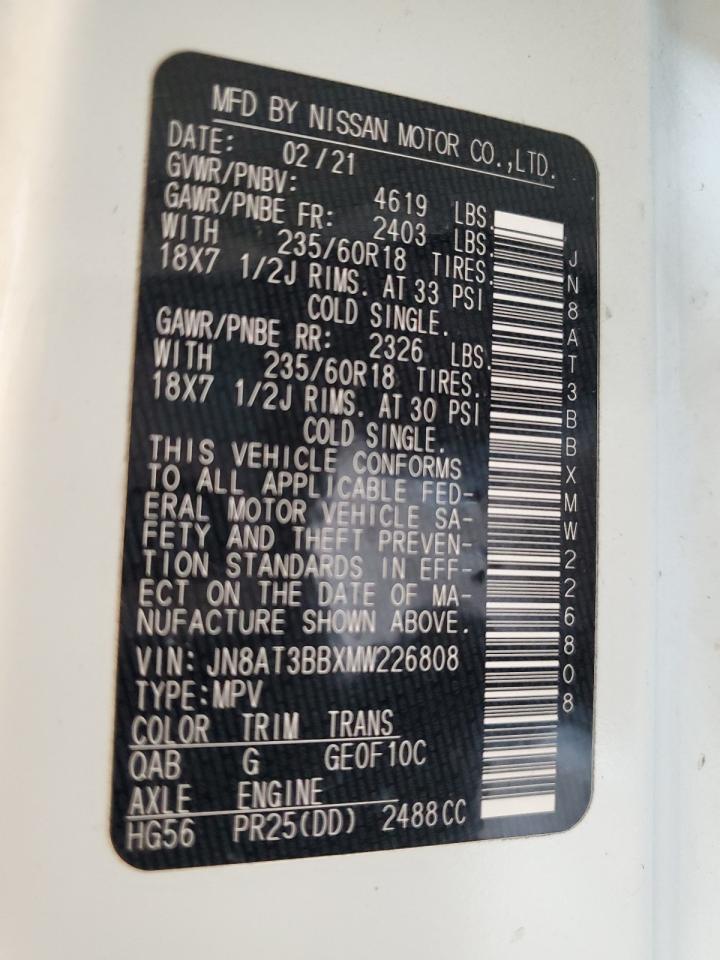 MFD BY NISSAN MOTOR CO.,LTD.
DATE: 02/21
GVWR/PNBV: 4619 LBS.
GAWR/PNBE FR: 2403 LBS.
WITH 235/60R18 TIRES.
18X7 1/2J RIMS. AT 33 PSI
COLD SINGLE.
GAWR/PNBE RR: 2326 LBS.
WITH 235/60R18 TIRES.
18X7 1/2J RIMS. AT 30 PSI
COLD SINGLE.
THIS VEHICLE CONFORMS
TO ALL APPLICABLE FED-
ERAL MOTOR VEHICLE SA-
FETY AND THEFT PREVEN-
TION STANDARDS IN EFF-
ECT ON THE DATE OF MA-
NUFACTURE SHOWN ABOVE.
VIN: JN8AT3BBXMW226808
TYPE:MPV
COLOR TRIM TRANS
QAB G GE0F10C
AXLE ENGINE
HG56 PR25(DD) 2488CC
JN8AT3BBXMW226808